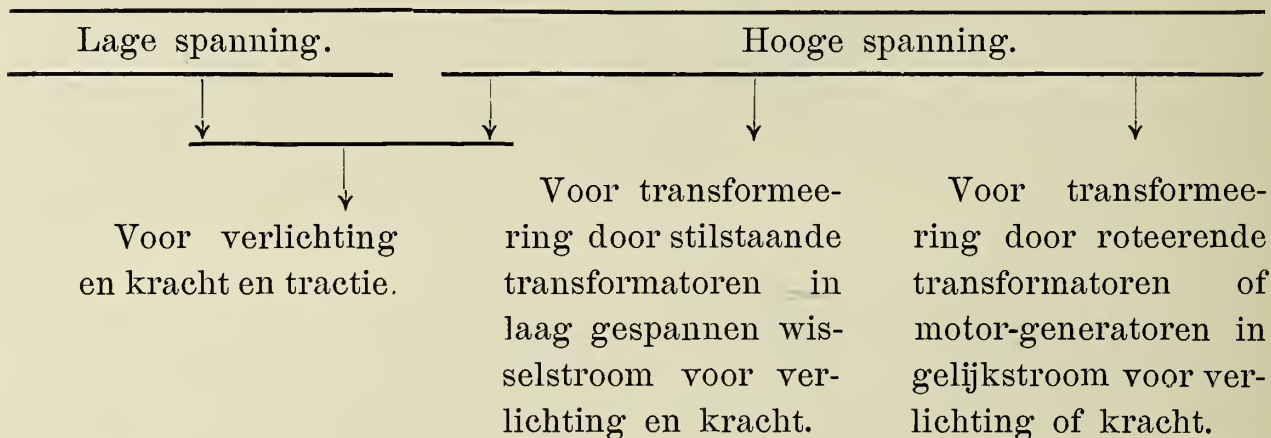 Lage spanning.
Hooge spanning.
Voor verlichting
en kracht en tractie.
Voor transformee-
ring door stilstaande
transformatoren in
laag gespannen wis-
selstroom voor ver-
lichting en kracht.
Voor transformee-
ring door roteerende
transformatoren of
motor-generatoren in
gelijkstroom voor ver-
lichting of kracht.